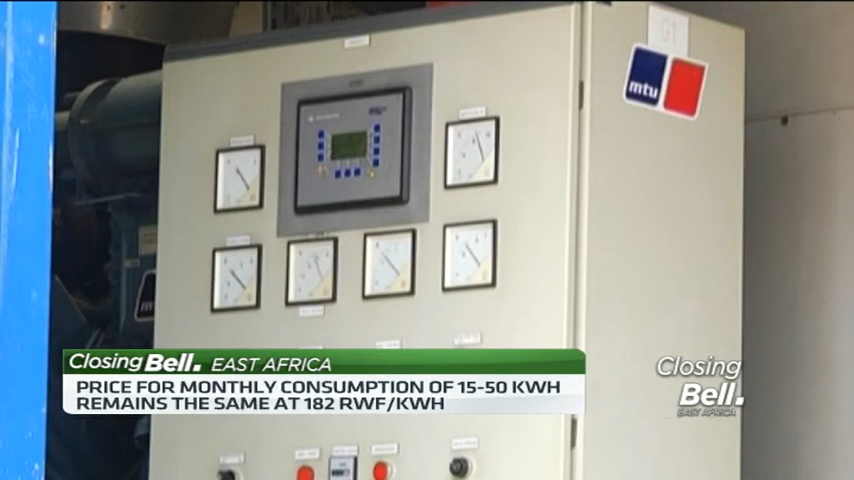 G1
mtu
Closing Bell. EAST AFRICA
PRICE FOR MONTHLY CONSUMPTION OF 15-50 KWH
REMAINS THE SAME AT 182 RWF/KWH
Closing
Bell.
EAST AFRICA